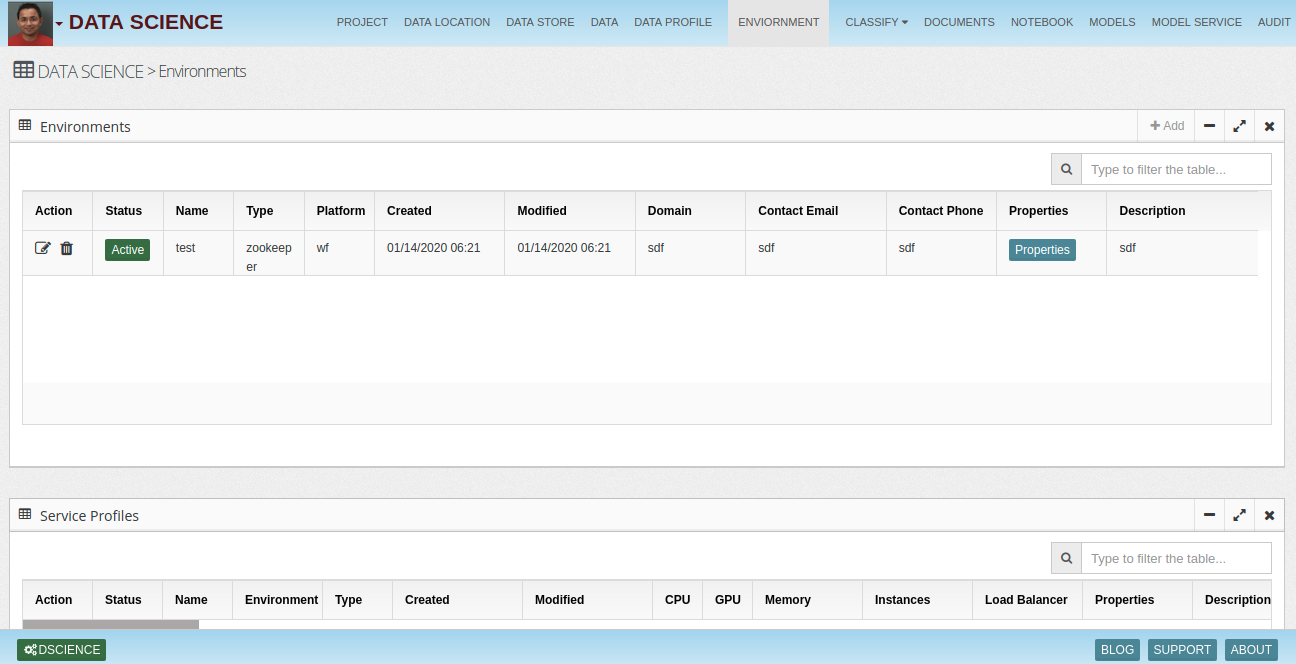 DATA SCIENCE PROJECT DATA LOCATION DATA STORE DATA DATA PROFILE ENVIORNMENT CLASSIFY DOCUMENTS NOTEBOOK MODELS MODEL SERVICE AUDIT
DATA SCIENCE > Environments
Environments Add
Type to filter the table...
Action Status Name Type Platform Created Modified Domain Contact Email Contact Phone Properties Description
Active test zookeep wf 01/14/2020 06:21 01/14/2020 06:21 sdf sdf sdf Properties sdf
er
Service Profiles
Type to filter the table...
Action Status Name Environment Type Created Modified CPU GPU Memory Instances Load Balancer Properties Description
DSCIENCE BLOG SUPPORT ABOUT